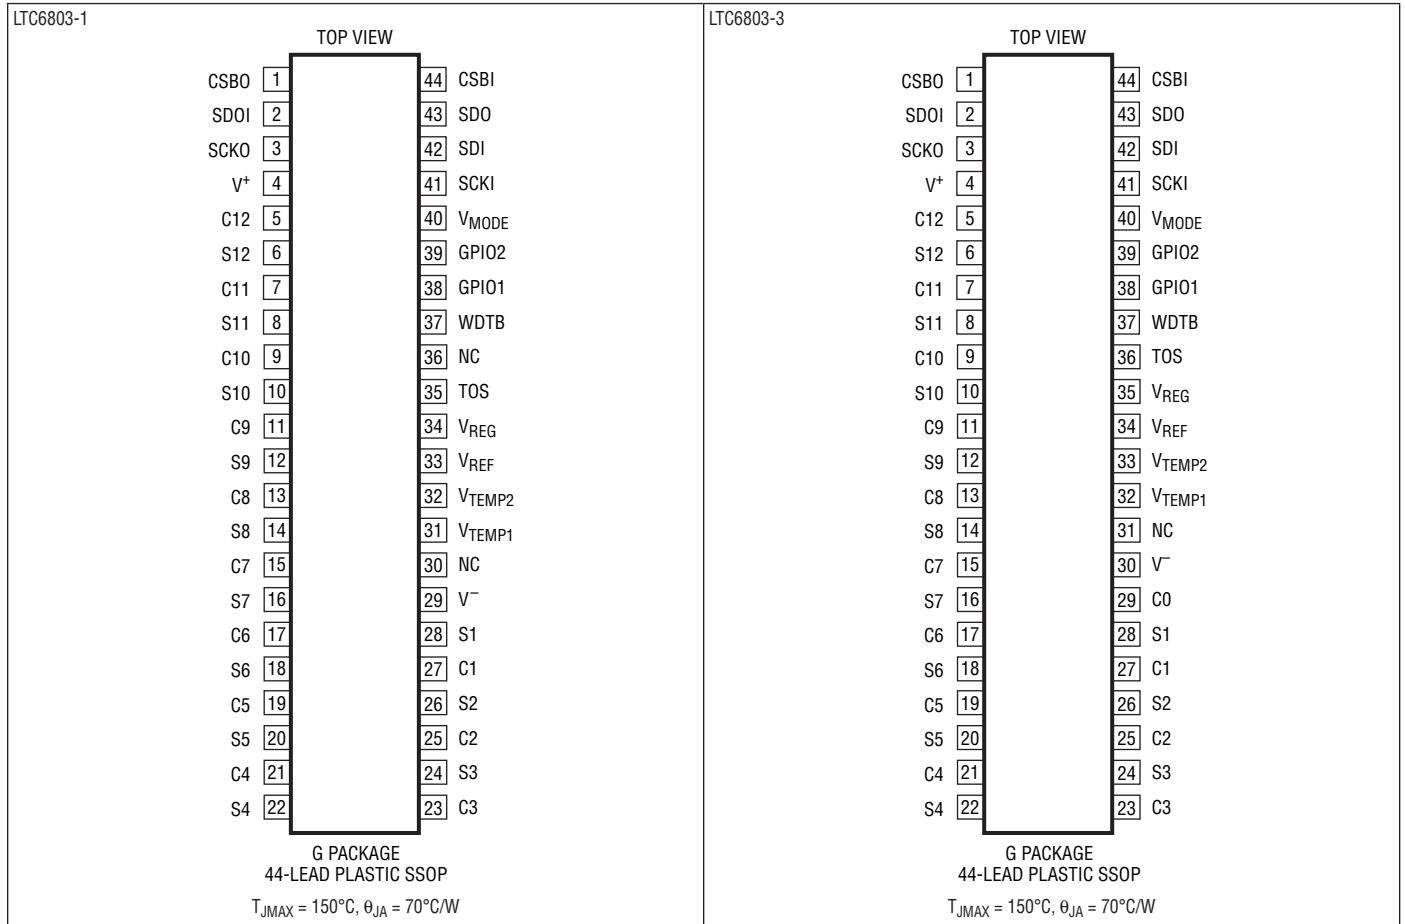 LTC6803-1
TOP VIEW
CSBO 1 44 CSBI
SDOI 2 43 SDO
SCKO 3 42 SDI
V+ 4 41 SCKI
C12 5 40 VMODE
S12 6 39 GPIO2
C11 7 38 GPIO1
S11 8 37 WDTB
C10 9 36 NC
S10 10 35 TOS
C9 11 34 VREG
S9 12 33 VREF
C8 13 32 VTEMP2
S8 14 31 VTEMP1
C7 15 30 NC
S7 16 29 V−
C6 17 28 S1
S6 18 27 C1
C5 19 26 S2
S5 20 25 C2
C4 21 24 S3
S4 22 23 C3
G PACKAGE
44-LEAD PLASTIC SSOP
TJMAX = 150°C, θJA = 70°C/W
LTC6803-3
TOP VIEW
CSBO 1 44 CSBI
SDOI 2 43 SDO
SCKO 3 42 SDI
V+ 4 41 SCKI
C12 5 40 VMODE
S12 6 39 GPIO2
C11 7 38 GPIO1
S11 8 37 WDTB
C10 9 36 TOS
S10 10 35 VREG
C9 11 34 VREF
S9 12 33 VTEMP2
C8 13 32 VTEMP1
S8 14 31 NC
C7 15 30 V−
S7 16 29 C0
C6 17 28 S1
S6 18 27 C1
C5 19 26 S2
S5 20 25 C2
C4 21 24 S3
S4 22 23 C3
G PACKAGE
44-LEAD PLASTIC SSOP
TJMAX = 150°C, θJA = 70°C/W